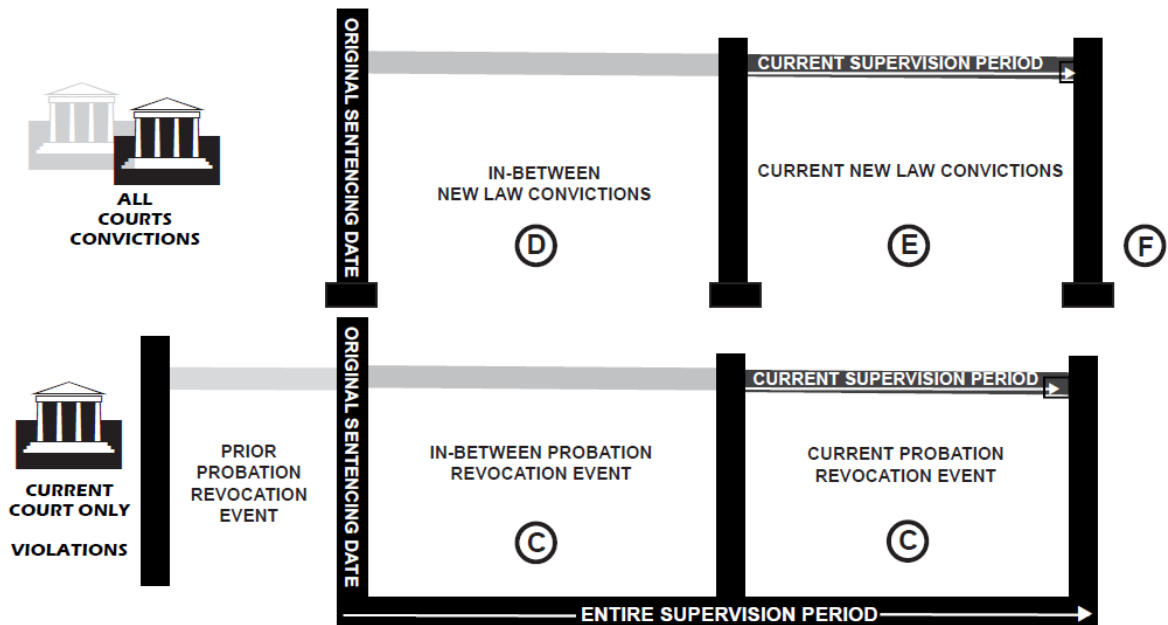 ALL
COURTS
CONVICTIONS
ORIGINAL SENTENCING DATE
IN-BETWEEN
NEW LAW CONVICTIONS
D
CURRENT SUPERVISION PERIOD
CURRENT NEW LAW CONVICTIONS
E
F
CURRENT
COURT ONLY
VIOLATIONS
PRIOR
PROBATION
REVOCATION
EVENT
ORIGINAL SENTENCING DATE
IN-BETWEEN PROBATION
REVOCATION EVENT
C
CURRENT SUPERVISION PERIOD
CURRENT PROBATION
REVOCATION EVENT
C
ENTIRE SUPERVISION PERIOD